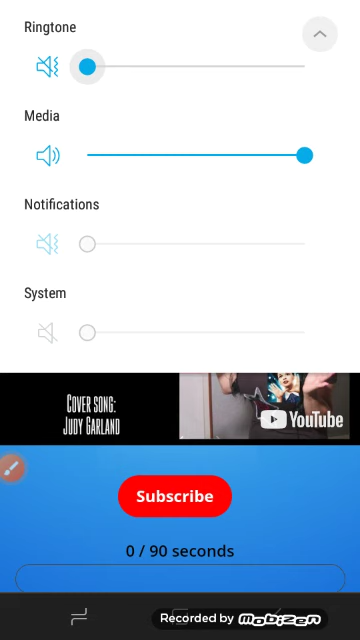 Ringtone
Media
Notifications
System
COVER SONG:
JUDY GARLAND
YouTube
Subscribe
0 / 90 seconds
Recorded by MOBIZEN